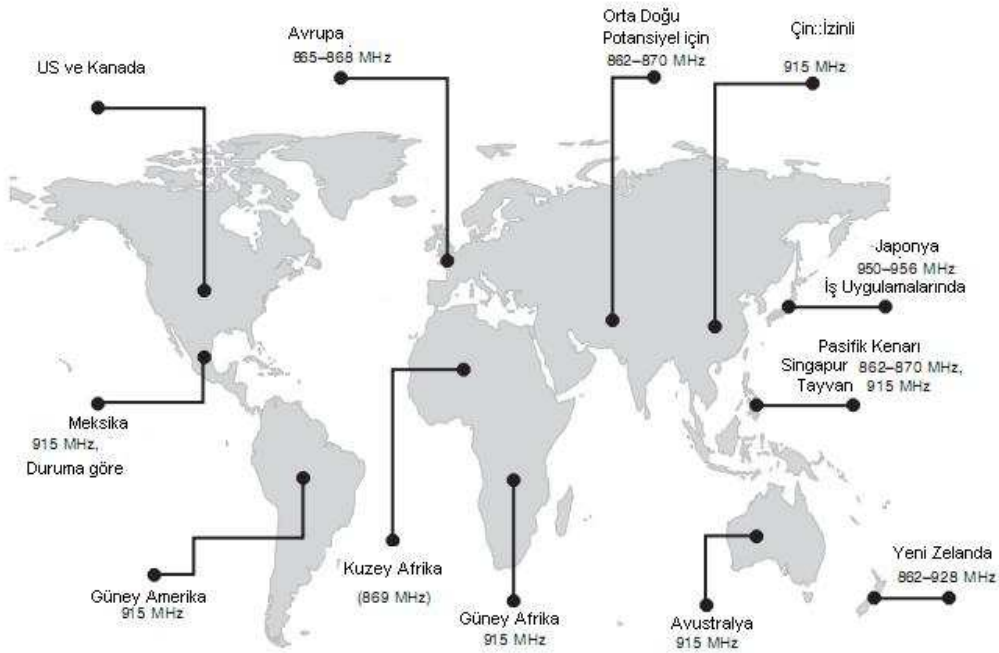 US ve Kanada
Avrupa
865–868 MHz
Orta Doğu
Potansiyel için
862–870 MHz
Çin::İzinli
915 MHz
Japonya
950–956 MHz
İş Uygulamalarında
Pasifik Kenarı
Singapur 862–870 MHz,
Tayvan 915 MHz
Meksika
915 MHz,
Duruma göre
Güney Amerika
915 MHz
Kuzey Afrika
(869 MHz)
Güney Afrika
915 MHz
Avustralya
915 MHz
Yeni Zelanda
862–928 MHz